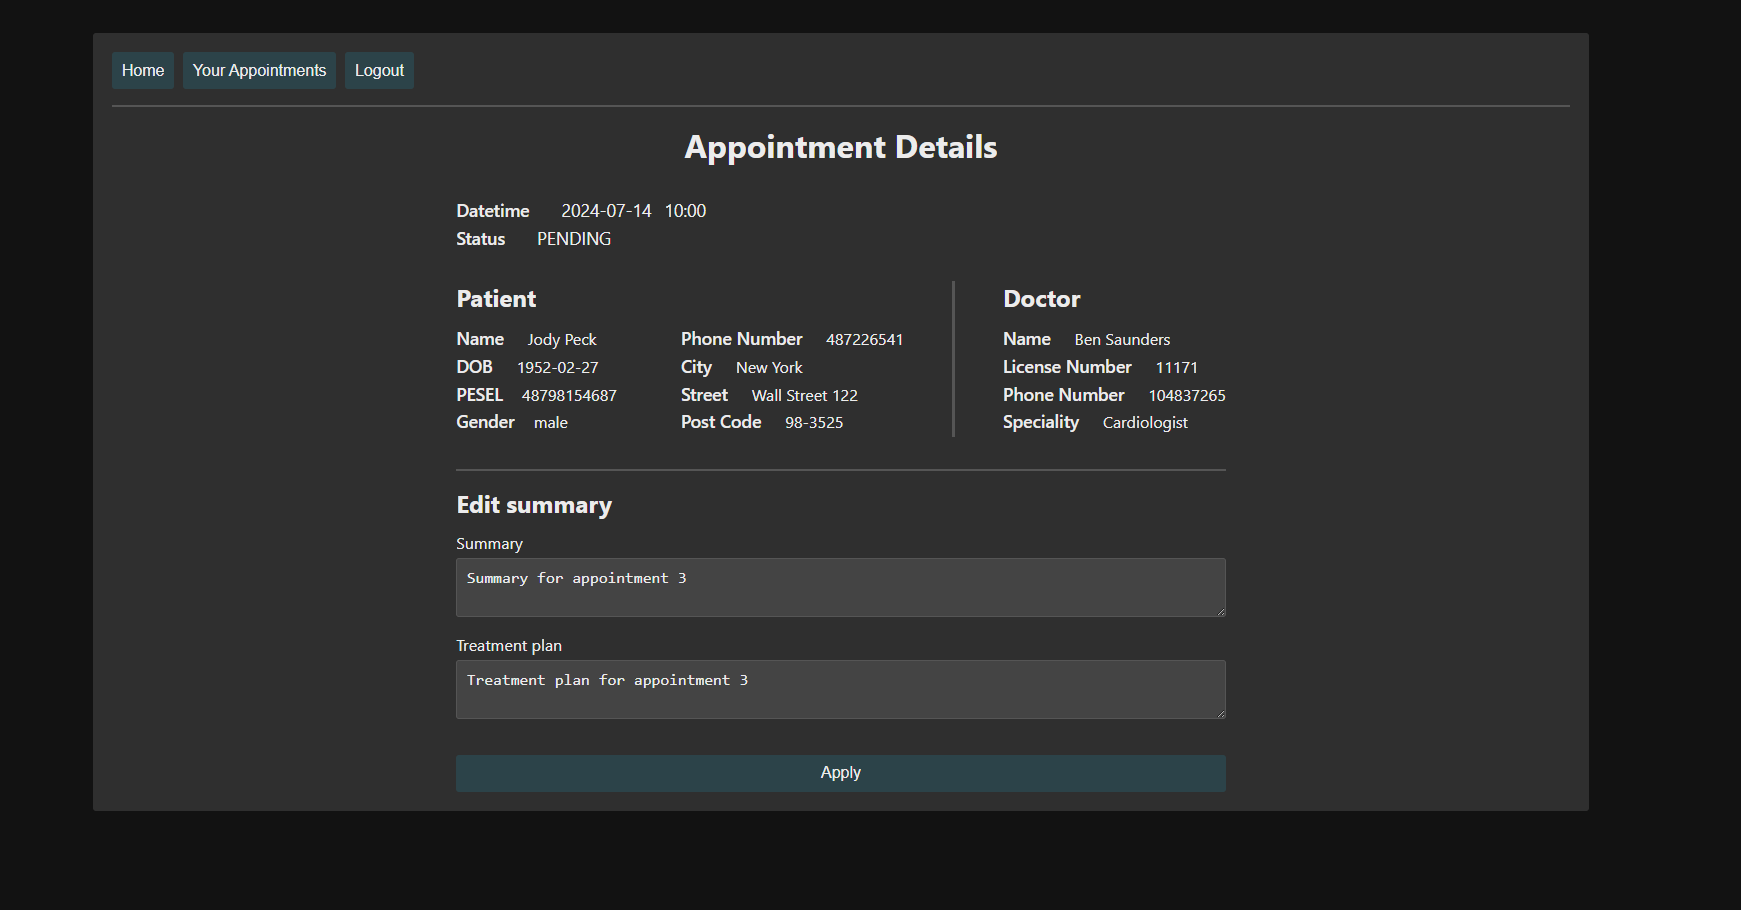 Home Your Appointments Logout
Appointment Details
Datetime 2024-07-14 10:00
Status PENDING
Patient
Name Jody Peck
DOB 1952-02-27
PESEL 48798154687
Gender male
Phone Number 487226541
City New York
Street Wall Street 122
Post Code 98-3525
Doctor
Name Ben Saunders
License Number 11171
Phone Number 104837265
Speciality Cardiologist
Edit summary
Summary
Summary for appointment 3
Treatment plan
Treatment plan for appointment 3
Apply